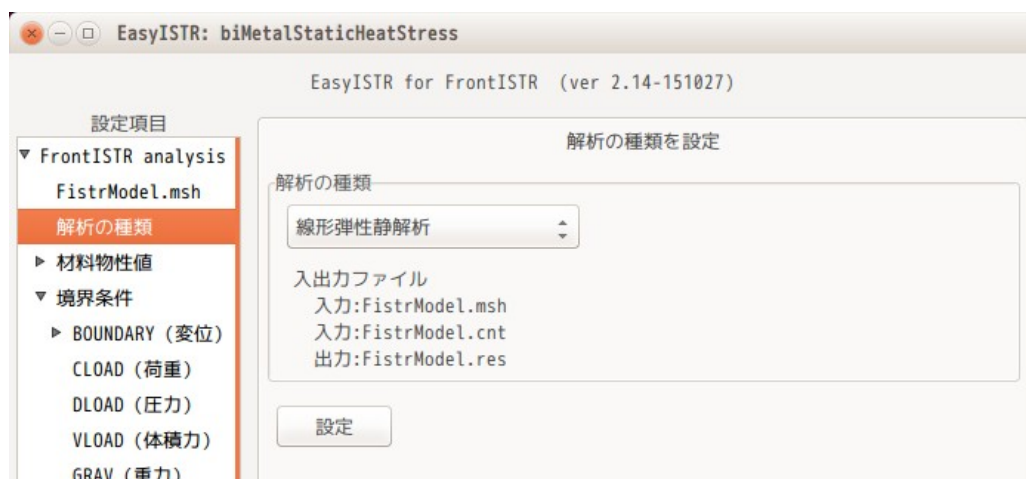 EasyISTR: biMetalStaticHeatStress
EasyISTR for FrontISTR (ver 2.14-151027)
設定項目
FrontISTR analysis
FistrModel.msh
解析の種類
材料物性値
境界条件
BOUNDARY (変位)
CLOAD (荷重)
DLOAD (圧力)
VLOAD (体積力)
GRAV (重力)
解析の種類を設定
解析の種類
線形弾性静解析
入出力ファイル
入力:FistrModel.msh
入力:FistrModel.cnt
出力:FistrModel.res
設定